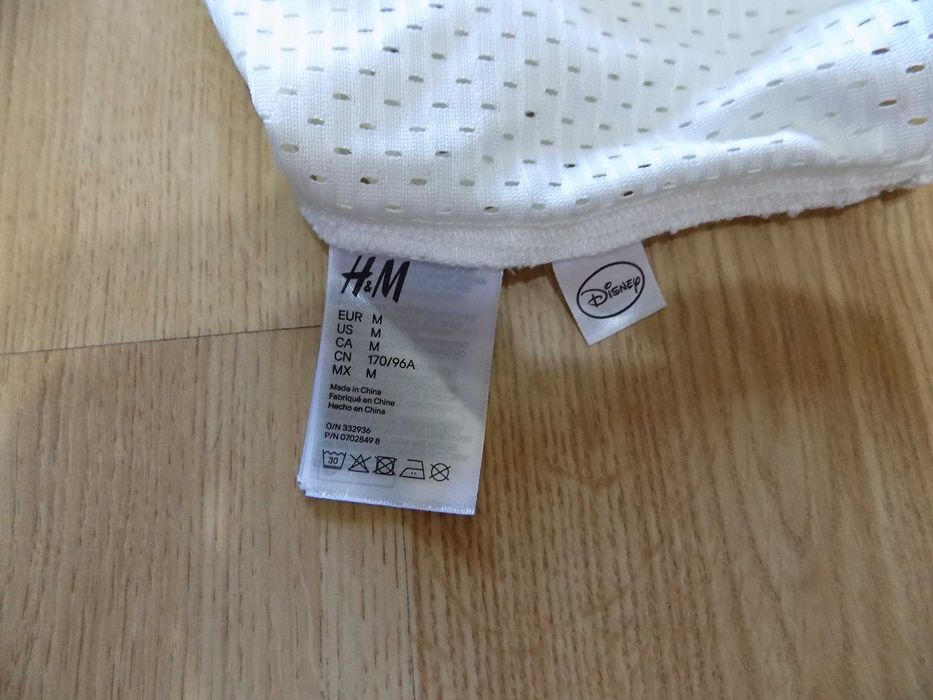 H&M
EUR M
US M
CA M
CN 170/96A
MX M
Made in China
Fabriqué en Chine
Hecho en China
O/N 332936
P/N 0702849 8
30
Disney